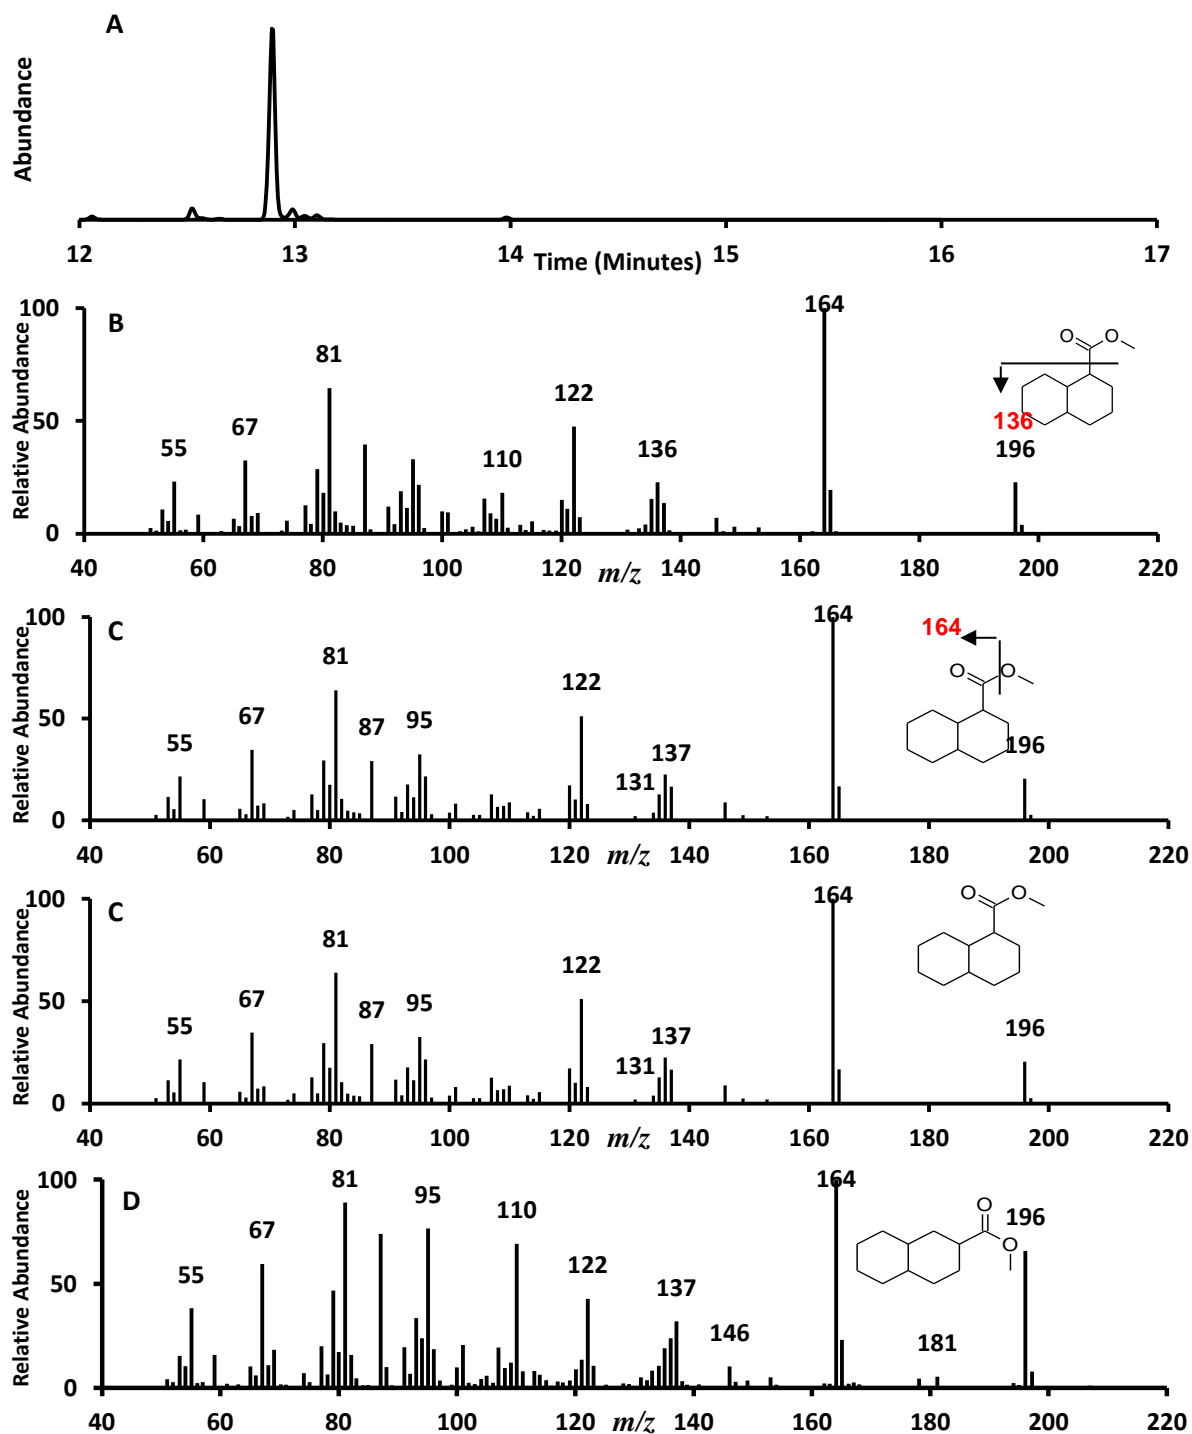 A
Abundance
12 13 14 15 16 17
Time (Minutes)
B
Relative Abundance
100
50
0
55 67 81 110 122 136 164 196
O O
136
40 60 80 100 120 140 160 180 200 220
m/z
C
Relative Abundance
100
50
0
55 67 81 87 95 122 131 137 164 196
164
O O
40 60 80 100 120 140 160 180 200 220
m/z
C
Relative Abundance
100
50
0
55 67 81 87 95 122 131 137 164 196
O O
40 60 80 100 120 140 160 180 200 220
m/z
D
Relative Abundance
100
50
0
55 67 81 95 110 122 137 146 164 181 196
O
O
40 60 80 100 120 140 160 180 200 220
m/z